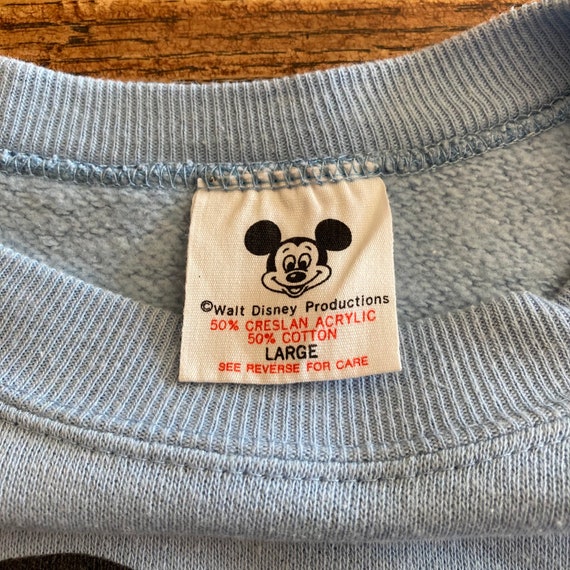 ©Walt Disney Productions
50% CRESLAN ACRYLIC
50% COTTON
LARGE
SEE REVERSE FOR CARE